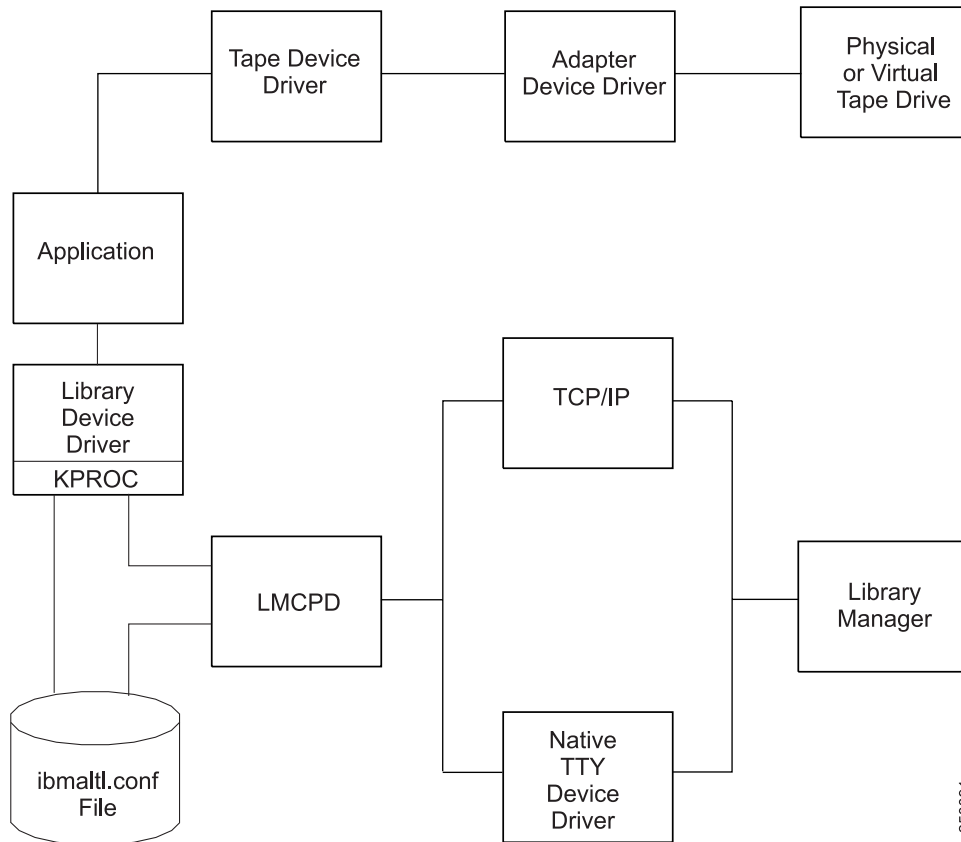 Tape Device
Driver
Adapter
Device Driver
Physical
or Virtual
Tape Drive
Application
Library
Device
Driver
KPROC
TCP/IP
LMCPD
Library
Manager
Native
TTY
Device
Driver
ibmatl.conf
File